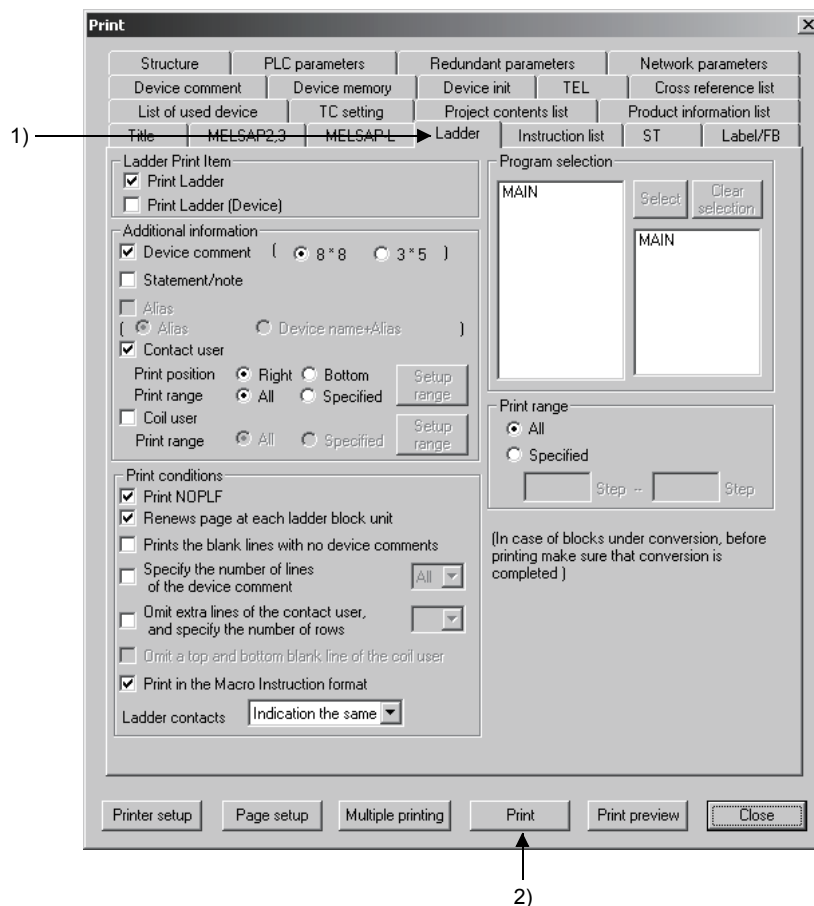 Print
Structure PLC parameters Redundant parameters Network parameters
Device comment Device memory Device init TEL Cross reference list
List of used device TC setting Project contents list Product information list
1) Title MELSAP2,3 MELSAP-L Ladder Instruction list ST Label/FB
Ladder Print Item
Print Ladder
Print Ladder (Device)
Additional information
Device comment ( 8*8 3*5 )
Statement/note
Alias
( Alias Device name+Alias )
Contact user
Print position Right Bottom
Print range All Specified
Setup
range
Coil user
Print range All Specified
Setup
range
Print conditions
Print NOPLF
Renews page at each ladder block unit
Prints the blank lines with no device comments
Specify the number of lines
of the device comment
All
Omit extra lines of the contact user,
and specify the number of rows
Omit a top and bottom blank line of the coil user
Print in the Macro Instruction format
Ladder contacts Indication the same
Program selection
MAIN
Select
Clear
selection
MAIN
Print range
All
Specified
Step -- Step
(In case of blocks under conversion, before
printing make sure that conversion is
completed )
Printer setup Page setup Multiple printing Print Print preview Close
2)